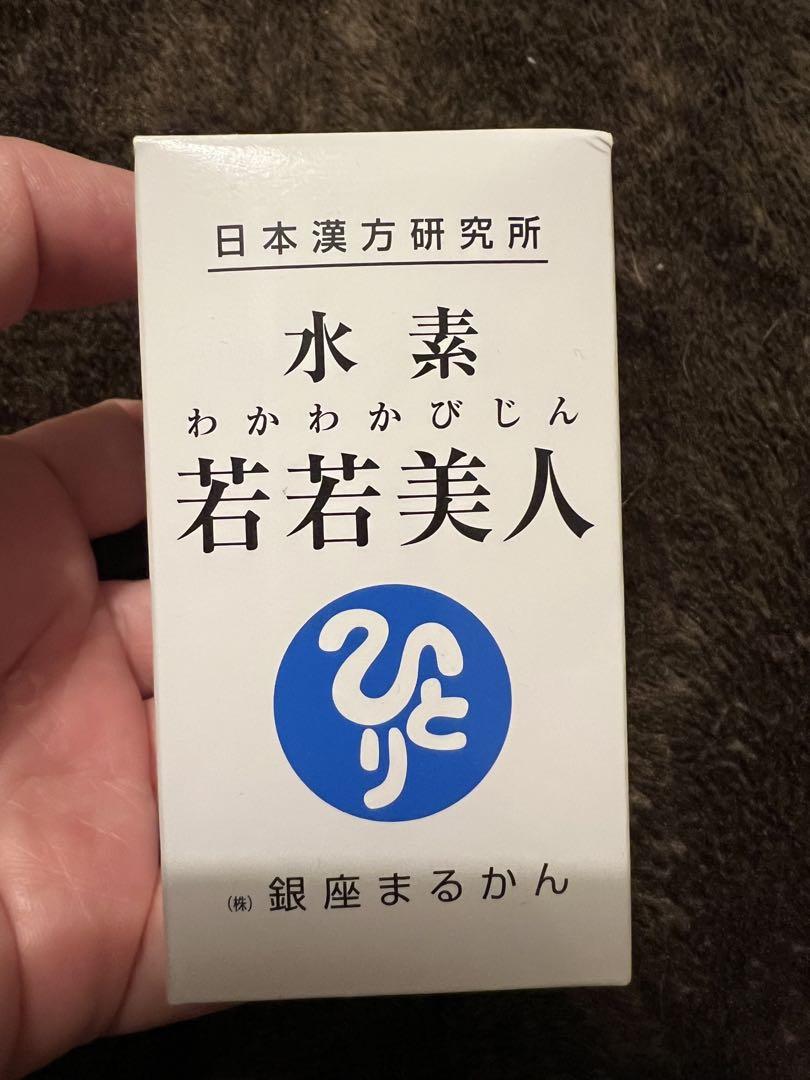 日本漢方研究所
水素
わかわかびじん
若若美人
ひとり
(株)銀座まるかん